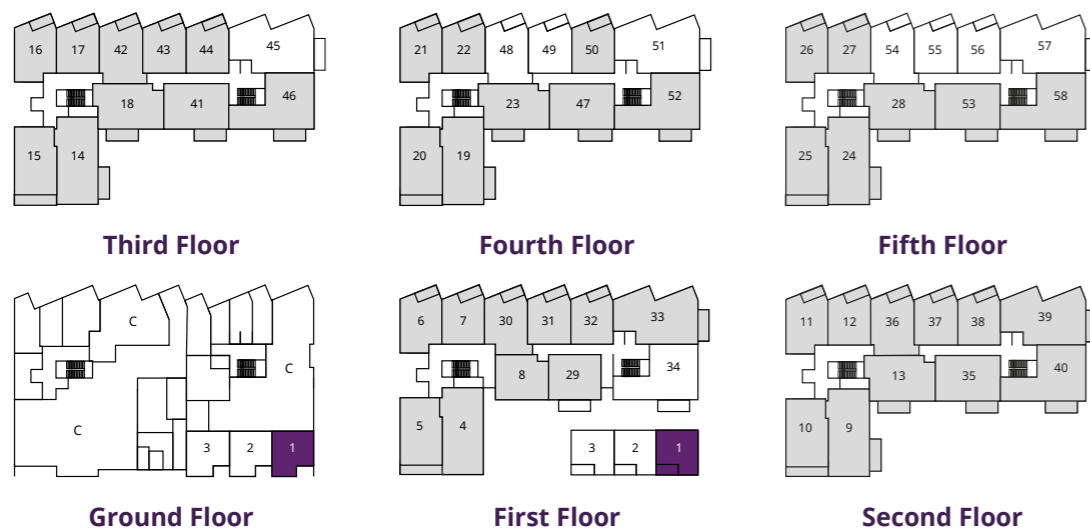 16 17 42 43 44 45
18 41 46
15 14
Third Floor
21 22 48 49 50 51
23 47 52
20 19
Fourth Floor
26 27 54 55 56 57
28 53 58
25 24
Fifth Floor
C
C
C
3 2 1
Ground Floor
6 7 30 31 32 33
8 29 34
5 4
3 2 1
First Floor
11 12 36 37 38 39
13 35 40
10 9
Second Floor